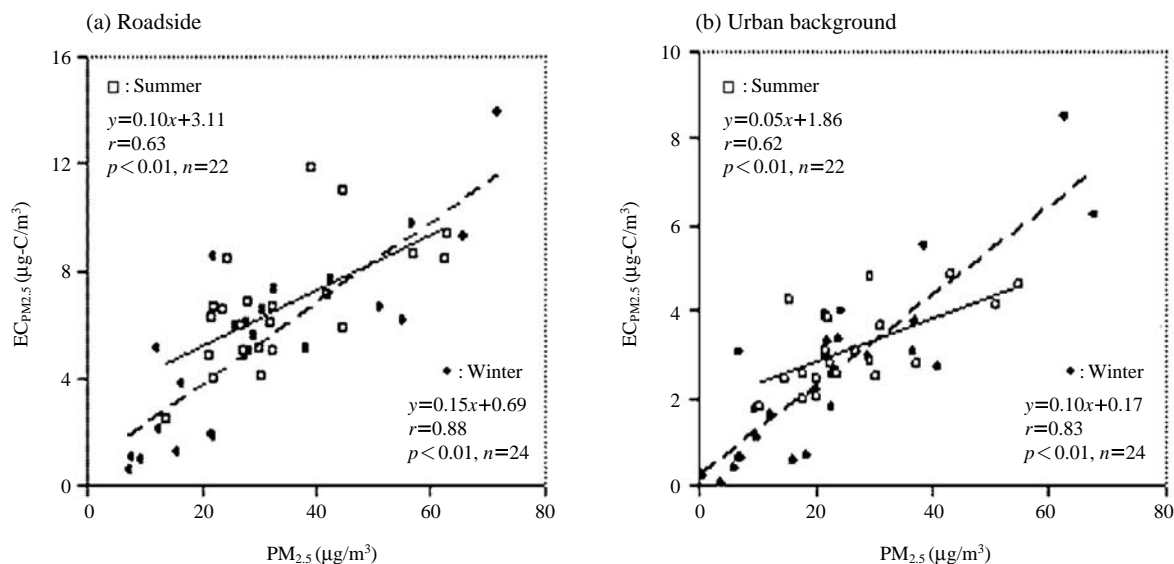 (a) Roadside
16
12
8
4
0
EC_PM2.5 (μg-C/m³)
□ : Summer
y=0.10x+3.11
r=0.63
p<0.01, n=22
◆ : Winter
y=0.15x+0.69
r=0.88
p<0.01, n=24
0 20 40 60 80
PM2.5 (μg/m³)
(b) Urban background
10
8
6
4
2
0
EC_PM2.5 (μg-C/m³)
□ : Summer
y=0.05x+1.86
r=0.62
p<0.01, n=22
◆ : Winter
y=0.10x+0.17
r=0.83
p<0.01, n=24
0 20 40 60 80
PM2.5 (μg/m³)